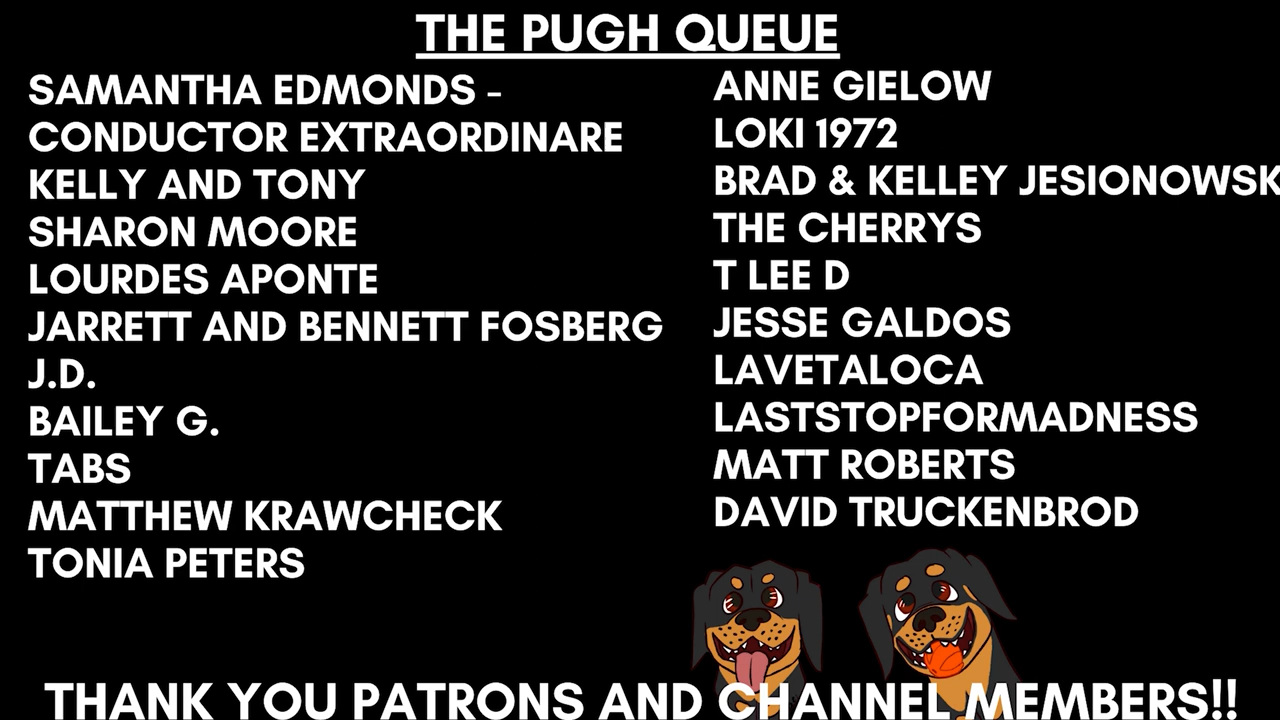 THE PUGH QUEUE
SAMANTHA EDMONDS -
CONDUCTOR EXTRAORDINARE
KELLY AND TONY
SHARON MOORE
LOURDES APONTE
JARRETT AND BENNETT FOSBERG
J.D.
BAILEY G.
TABS
MATTHEW KRAWCHECK
TONIA PETERS
ANNE GIELOW
LOKI 1972
BRAD & KELLEY JESIONOWSK
THE CHERRYS
T LEE D
JESSE GALDOS
LAVETALOCA
LASTSTOPFORMADNESS
MATT ROBERTS
DAVID TRUCKENBROD
THANK YOU PATRONS AND CHANNEL MEMBERS!!